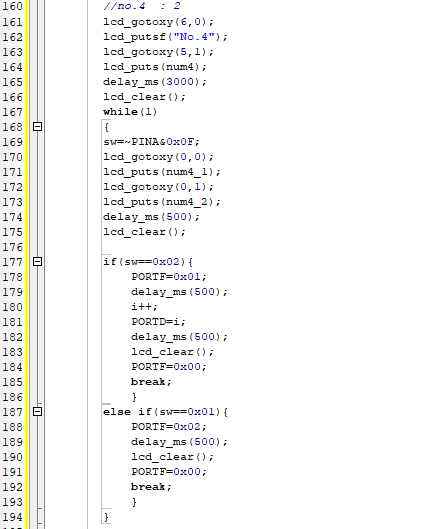 160 //no.4  : 2
161 lcd_gotoxy(6,0);
162 lcd_putsf("No.4");
163 lcd_gotoxy(5,1);
164 lcd_puts(num4);
165 delay_ms(3000);
166 lcd_clear();
167 while(1)
168 {
169 sw=~PINA&0x0F;
170 lcd_gotoxy(0,0);
171 lcd_puts(num4_1);
172 lcd_gotoxy(0,1);
173 lcd_puts(num4_2);
174 delay_ms(500);
175 lcd_clear();
176
177 if(sw==0x02){
178     PORTF=0x01;
179     delay_ms(500);
180     i++;
181     PORTD=i;
182     delay_ms(500);
183     lcd_clear();
184     PORTF=0x00;
185     break;
186     }
187 else if(sw==0x01){
188     PORTF=0x02;
189     delay_ms(500);
190     lcd_clear();
191     PORTF=0x00;
192     break;
193     }
194 }